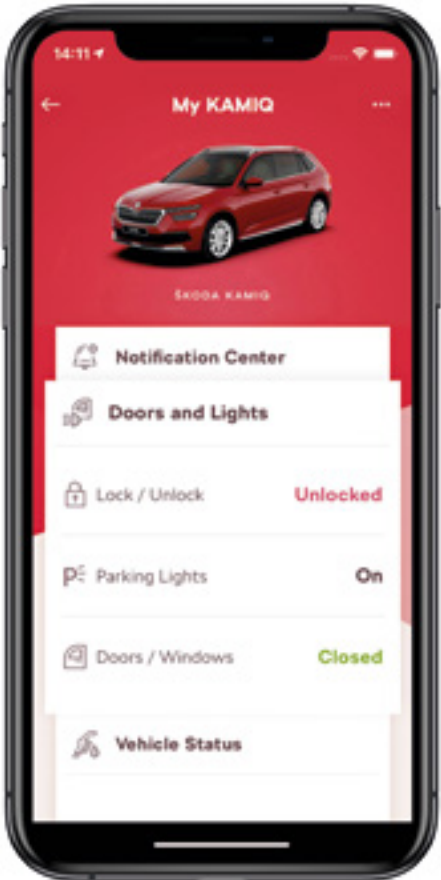 14:11
My KAMIQ
ŠKODA KAMIQ
Notification Center
Doors and Lights
Lock / Unlock Unlocked
Parking Lights On
Doors / Windows Closed
Vehicle Status